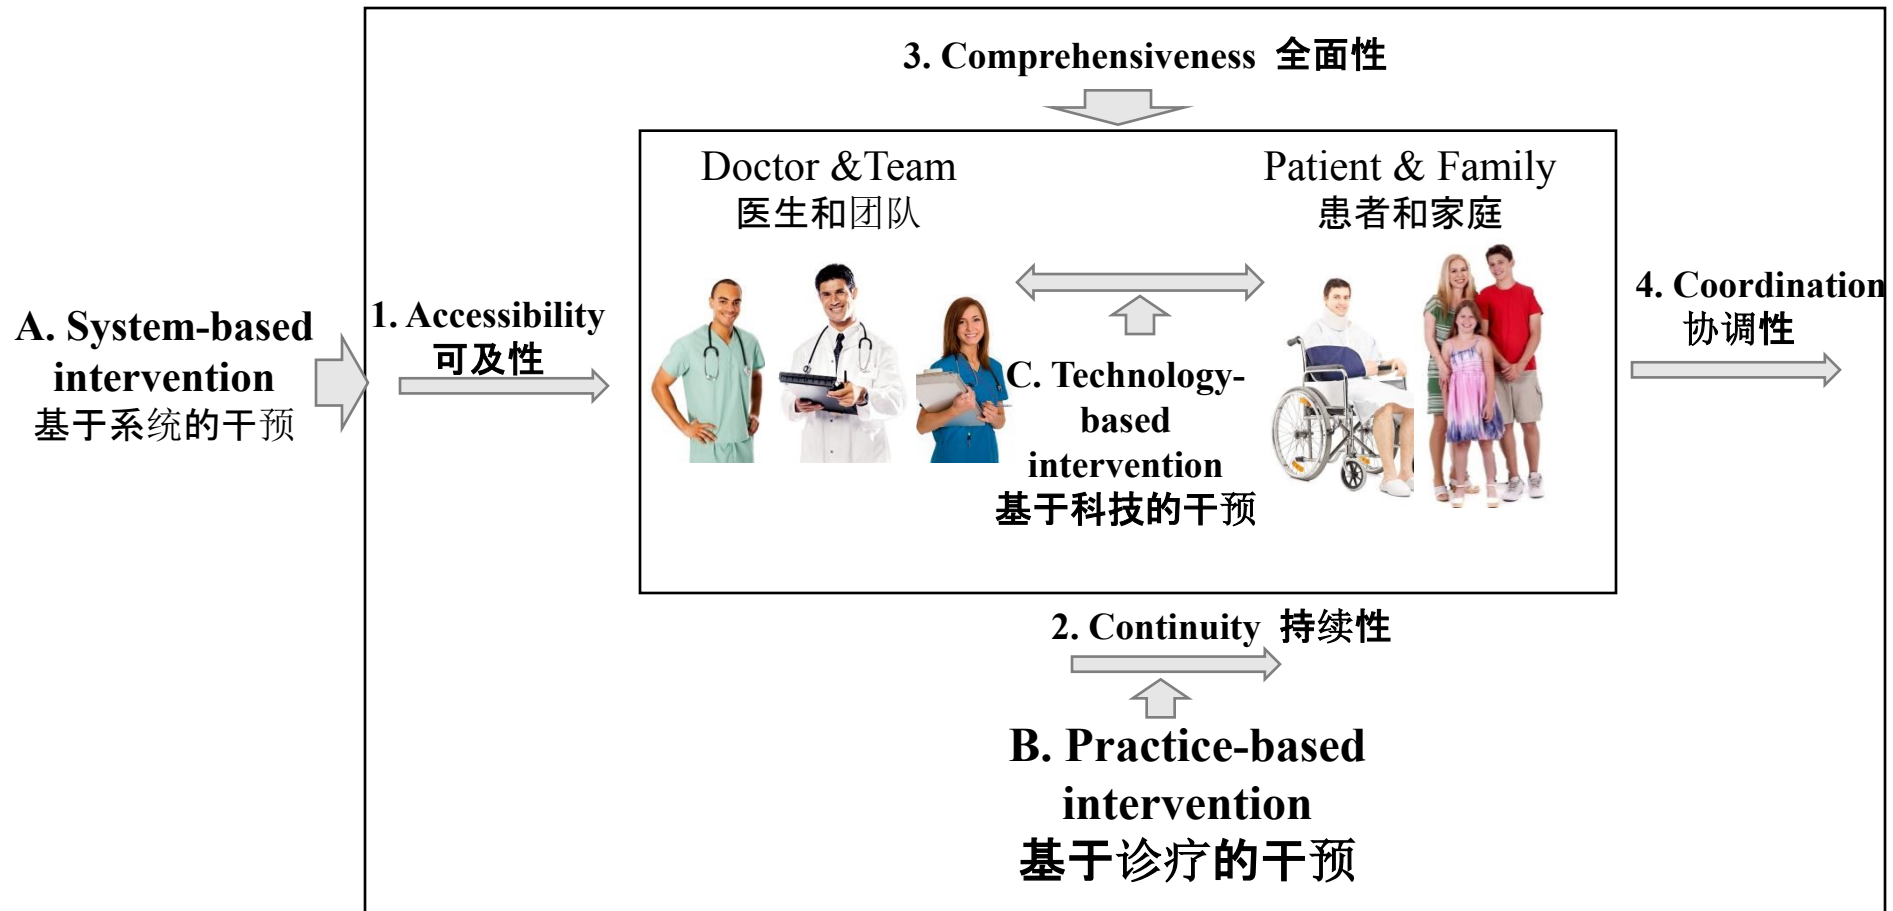 3. Comprehensiveness 全面性
Doctor &Team
医生和团队
Patient & Family
患者和家庭
A. System-based
intervention
基于系统的干预
1. Accessibility
可及性
C. Technology-
based
intervention
基于科技的干预
4. Coordination
协调性
2. Continuity 持续性
B. Practice-based
intervention
基于诊疗的干预